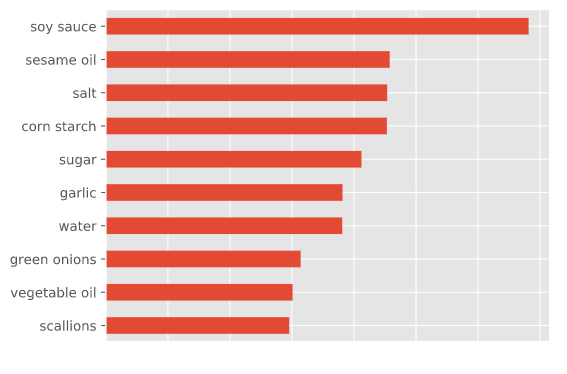 soy sauce
sesame oil
salt
corn starch
sugar
garlic
water
green onions
vegetable oil
scallions